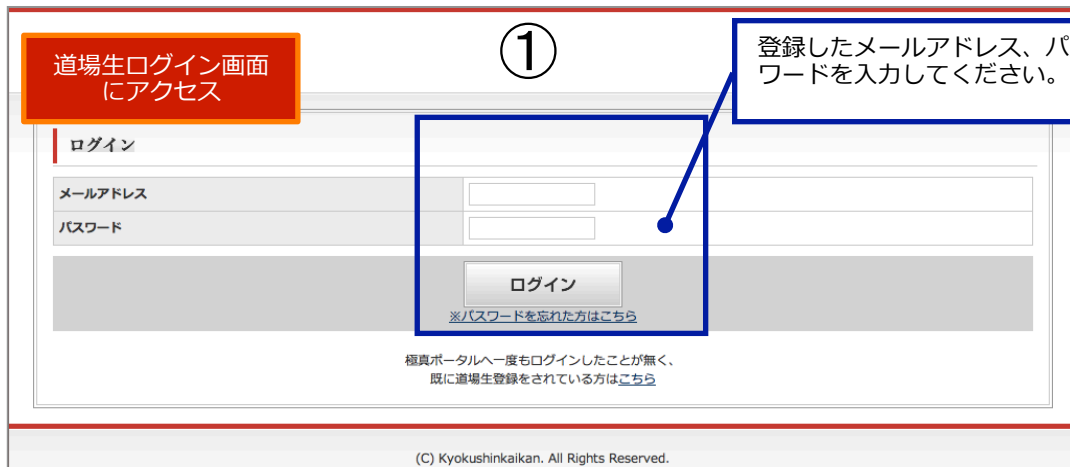 ①
道場生ログイン画面
にアクセス
登録したメールアドレス、パ
ワードを入力してください。
ログイン
メールアドレス
パスワード
ログイン
※パスワードを忘れた方はこちら
極真ポータルへ一度もログインしたことが無く、
既に道場生登録をされている方はこちら
(C) Kyokushinkaikan. All Rights Reserved.